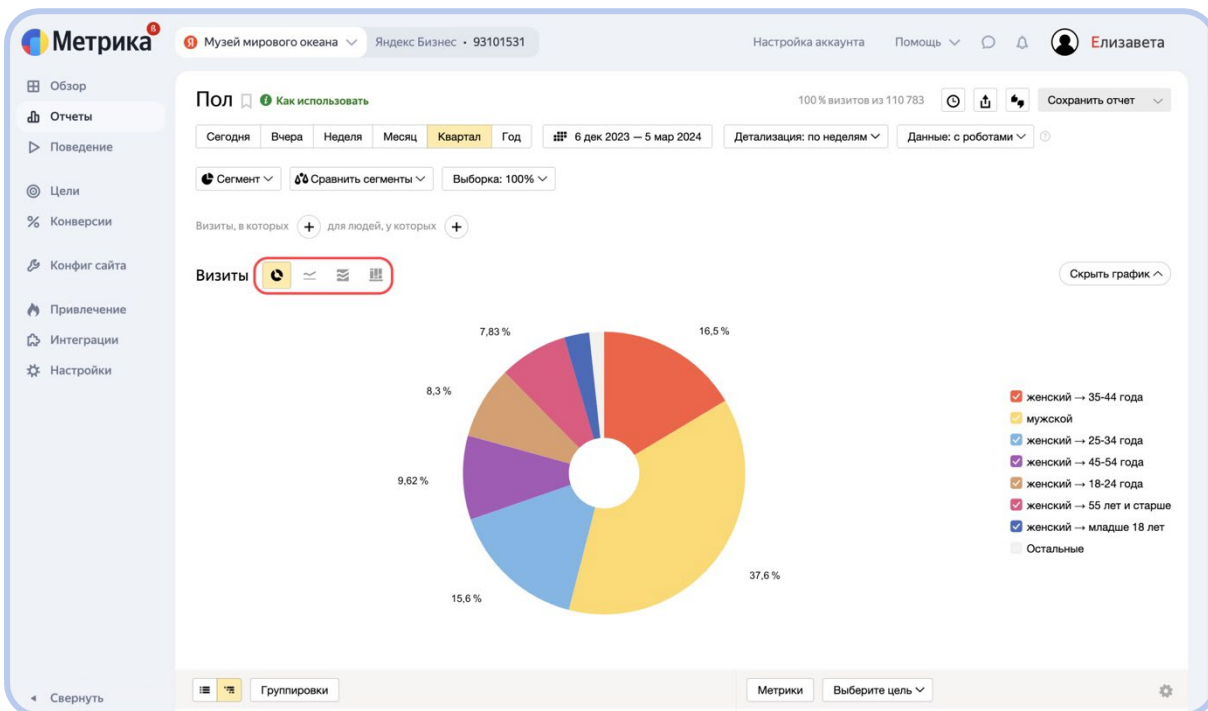 Метрика β
Я Музей мирового океана Яндекс Бизнес • 93101531
Настройка аккаунта Помощь Елизавета
Обзор
Отчеты
Поведение
Цели
Конверсии
Конфиг сайта
Привлечение
Интеграции
Настройки
Свернуть
Пол Как использовать
100 % визитов из 110 783 Сохранить отчет
Сегодня Вчера Неделя Месяц Квартал Год 6 дек 2023 — 5 мар 2024 Детализация: по неделям Данные: с роботами ?
Сегмент Сравнить сегменты Выборка: 100%
Визиты, в которых + для людей, у которых +
Визиты Скрыть график
7,83 % 16,5 %
8,3 %
9,62 %
37,6 %
15,6 %
женский → 35-44 года
мужской
женский → 25-34 года
женский → 45-54 года
женский → 18-24 года
женский → 55 лет и старше
женский → младше 18 лет
Остальные
Группировки Метрики Выберите цель